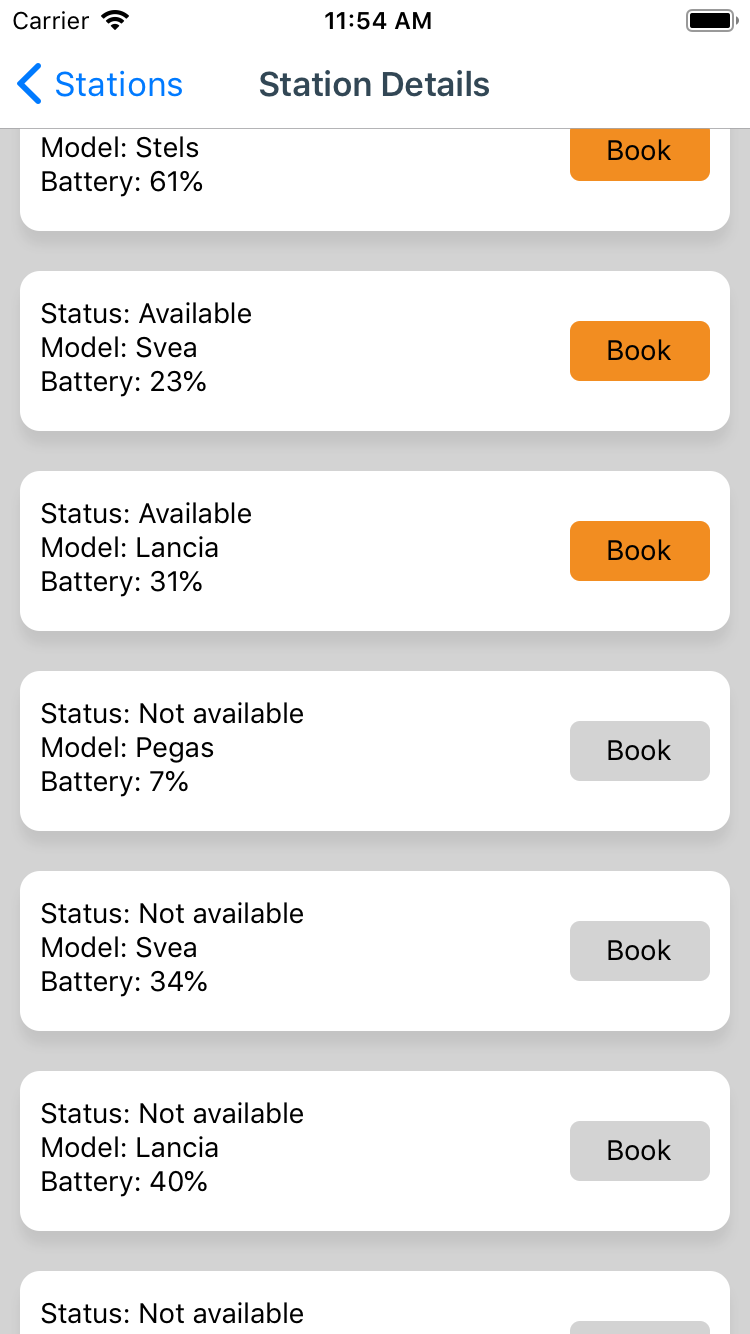 Carrier 11:54 AM
Stations Station Details
Model: Stels
Battery: 61%
Book
Status: Available
Model: Svea
Battery: 23%
Book
Status: Available
Model: Lancia
Battery: 31%
Book
Status: Not available
Model: Pegas
Battery: 7%
Book
Status: Not available
Model: Svea
Battery: 34%
Book
Status: Not available
Model: Lancia
Battery: 40%
Book
Status: Not available